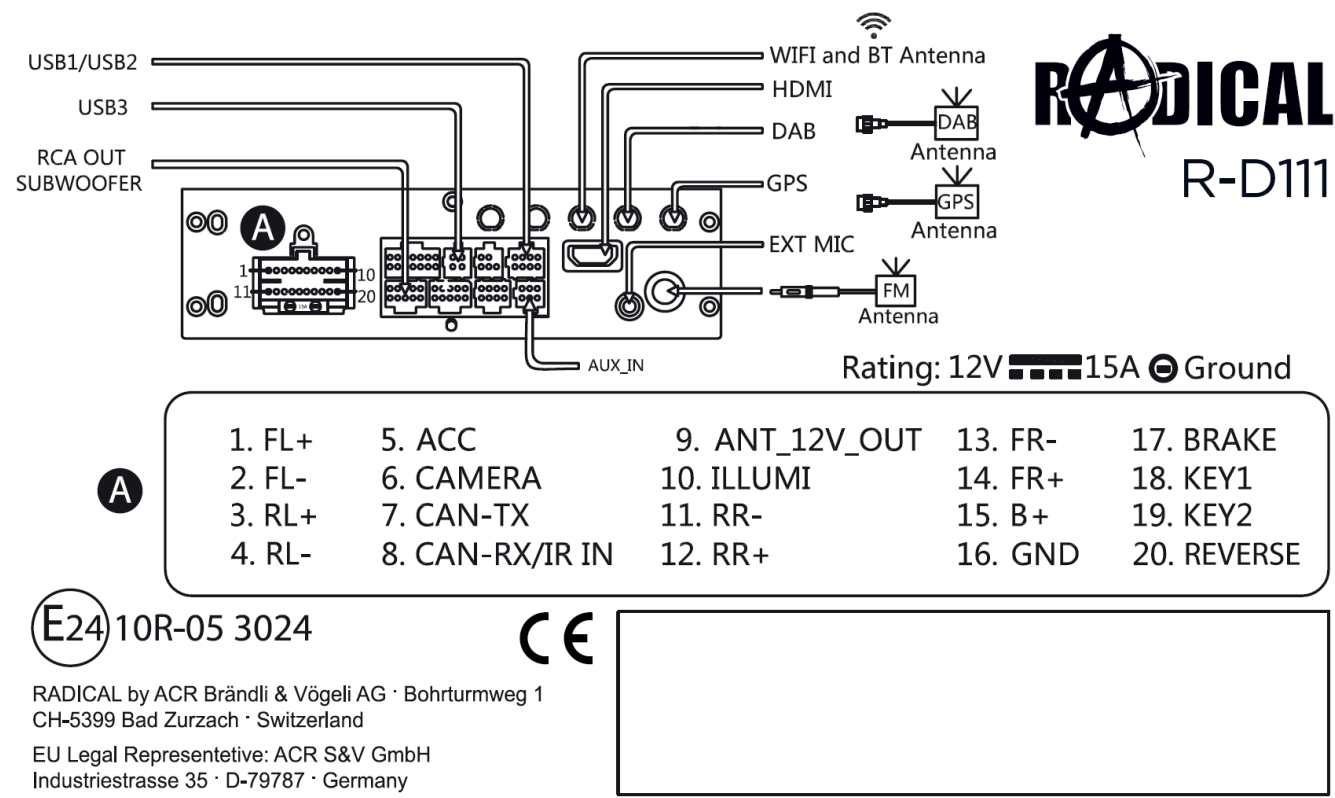 USB1/USB2
USB3
RCA OUT
SUBWOOFER
WIFI and BT Antenna
HDMI
DAB
DAB
Antenna
GPS
GPS
Antenna
EXT MIC
FM
Antenna
AUX_IN
RADICAL
R-D111
A
1
10
11
20
15A
Rating: 12V 15A Ground
A
1. FL+
2. FL-
3. RL+
4. RL-
5. ACC
6. CAMERA
7. CAN-TX
8. CAN-RX/IR IN
9. ANT_12V_OUT
10. ILLUMI
11. RR-
12. RR+
13. FR-
14. FR+
15. B+
16. GND
17. BRAKE
18. KEY1
19. KEY2
20. REVERSE
E24 10R-05 3024
CE
RADICAL by ACR Brändli & Vögeli AG · Bohrturmweg 1
CH-5399 Bad Zurzach · Switzerland
EU Legal Representetive: ACR S&V GmbH
Industriestrasse 35 · D-79787 · Germany